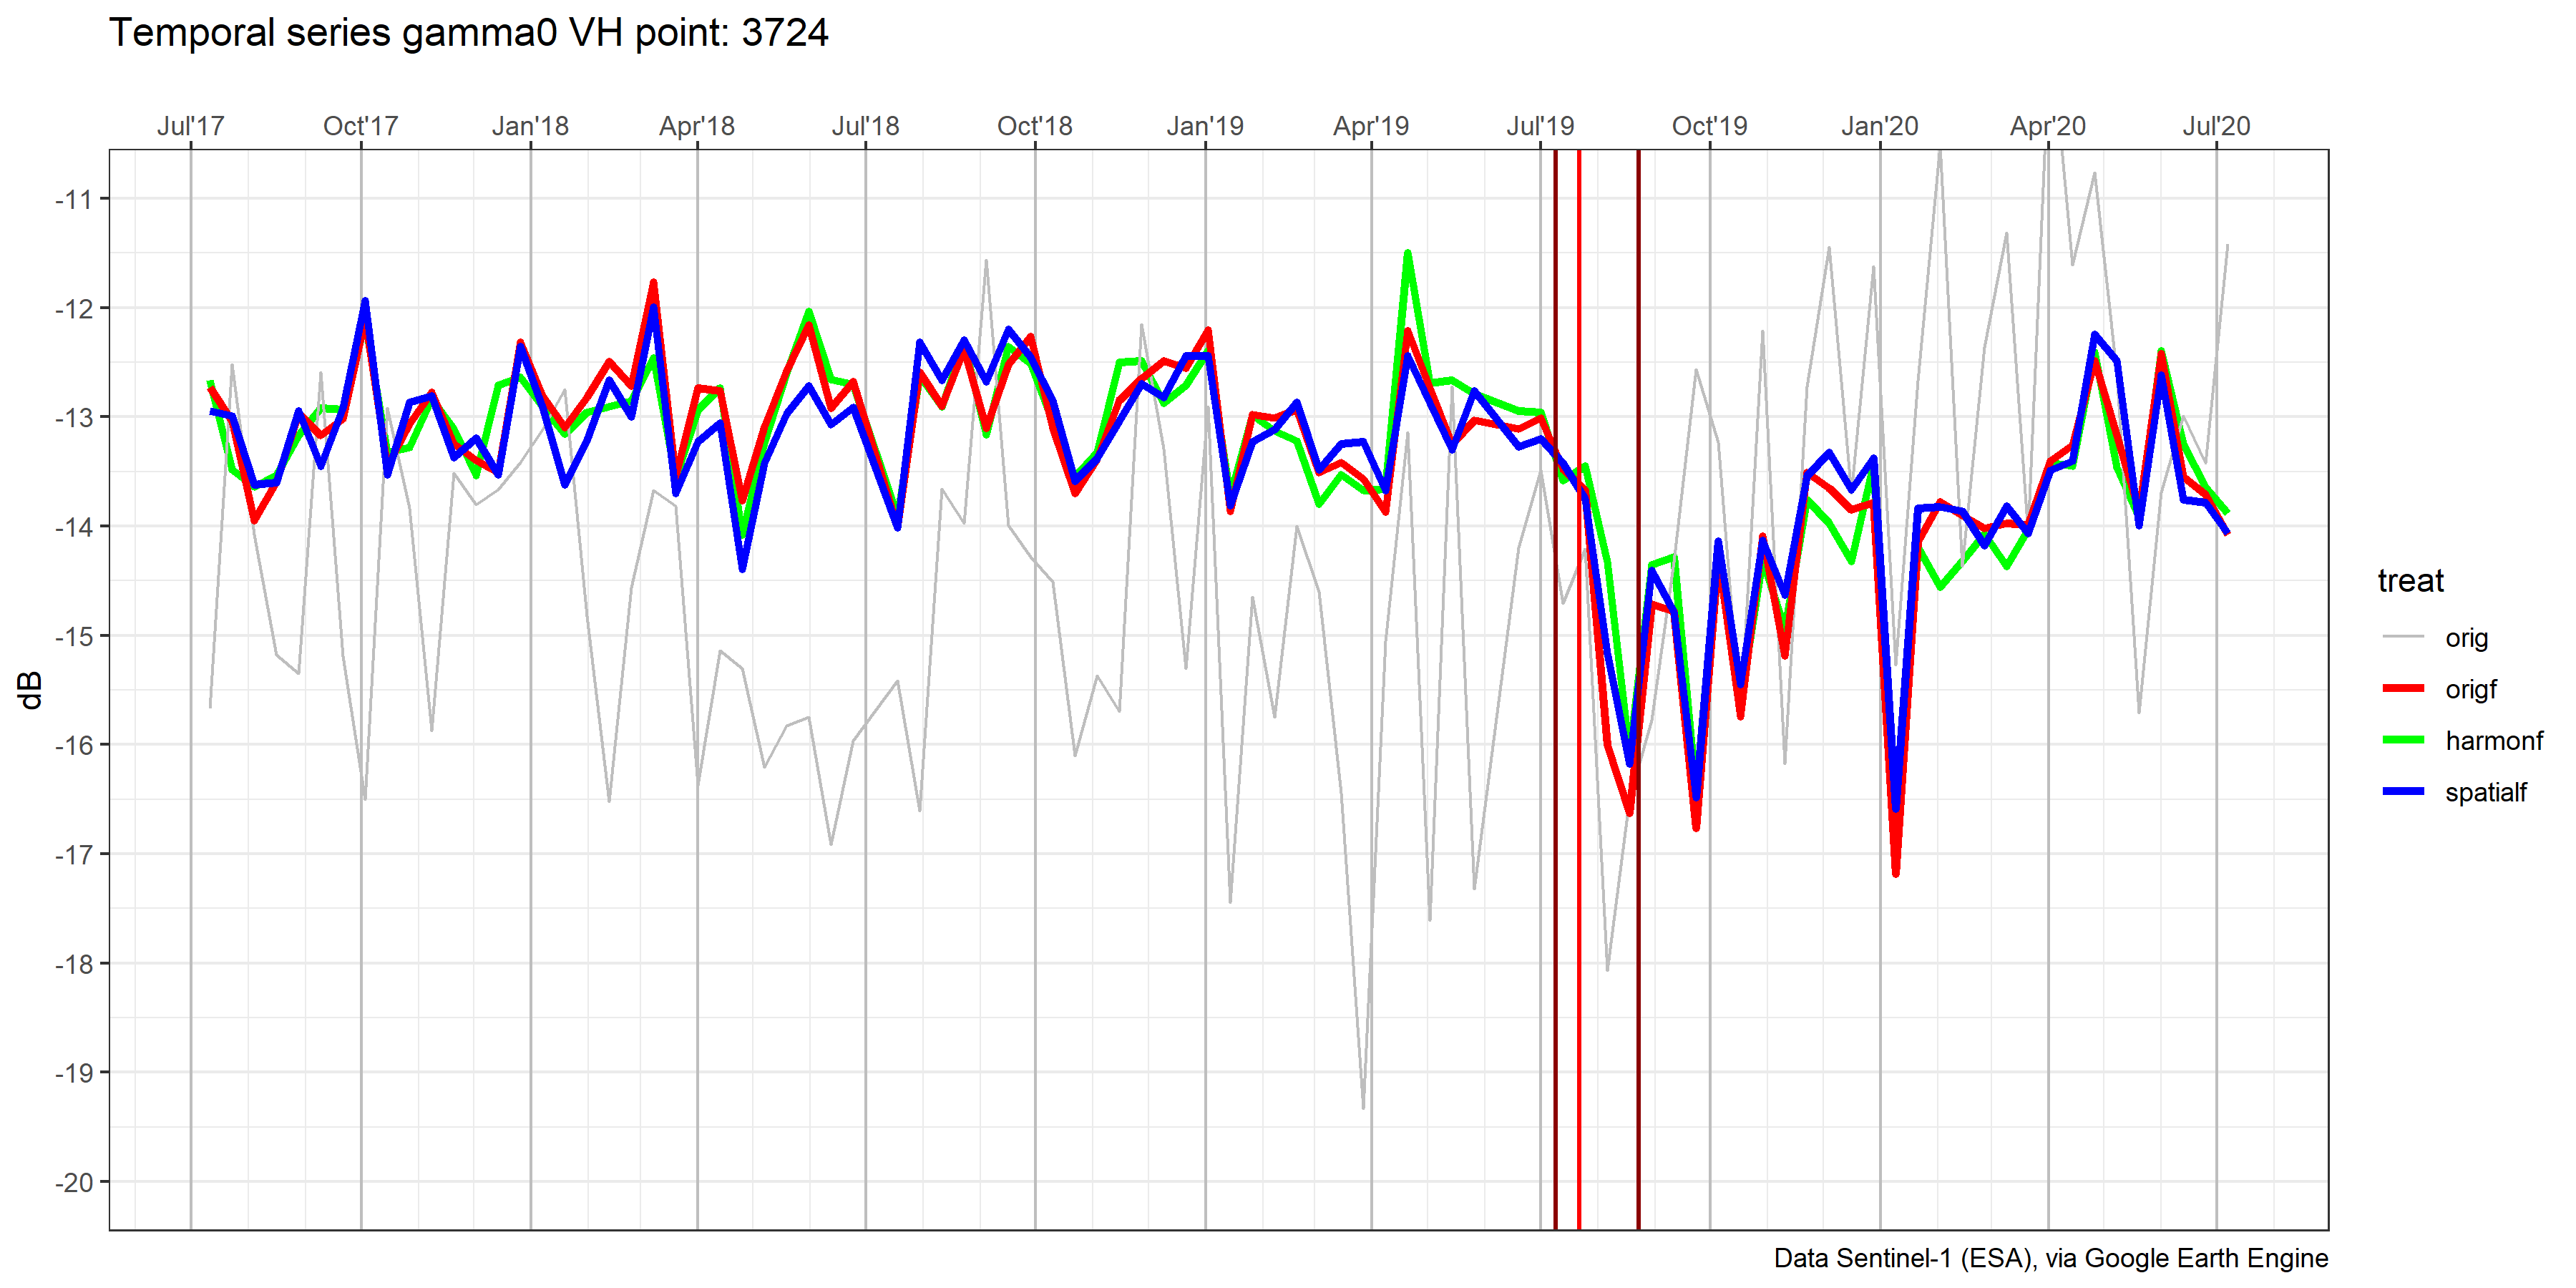 Temporal series gamma0 VH point: 3724
Jul'17 Oct'17 Jan'18 Apr'18 Jul'18 Oct'18 Jan'19 Apr'19 Jul'19 Oct'19 Jan'20 Apr'20 Jul'20
-11
-12
-13
-14
-15
-16
-17
-18
-19
-20
dB
treat
orig
origf
harmonf
spatialf
Data Sentinel-1 (ESA), via Google Earth Engine